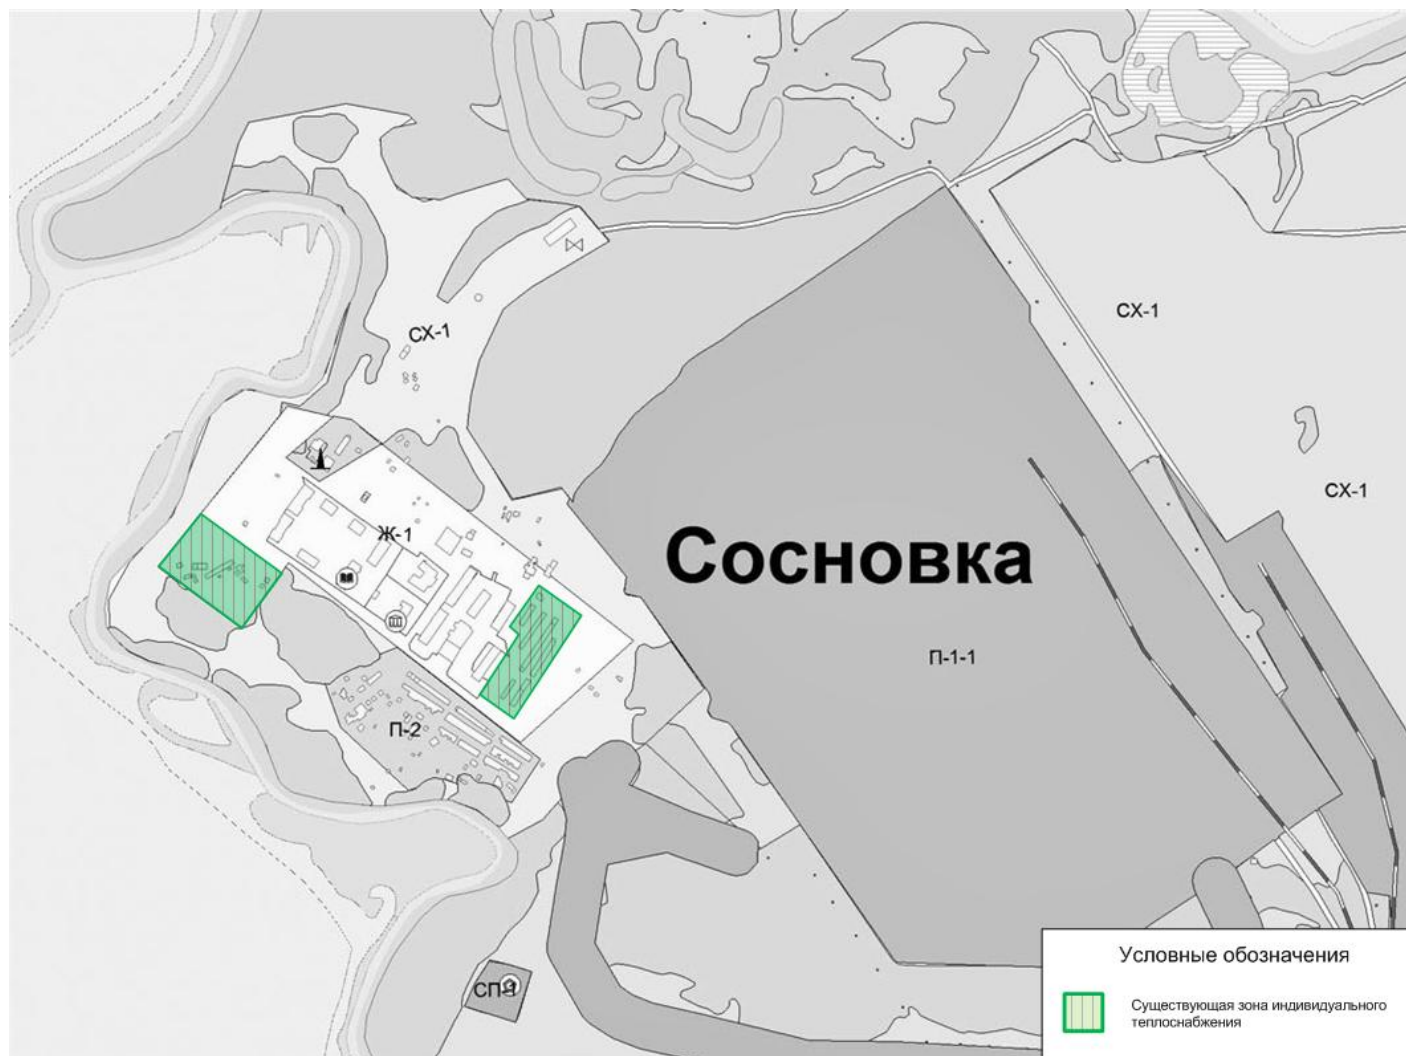 СХ-1
СХ-1
СХ-1
Ж-1
Сосновка
П-1-1
П-2
СП-1
Условные обозначения
Существующая зона индивидуального
теплоснабжения